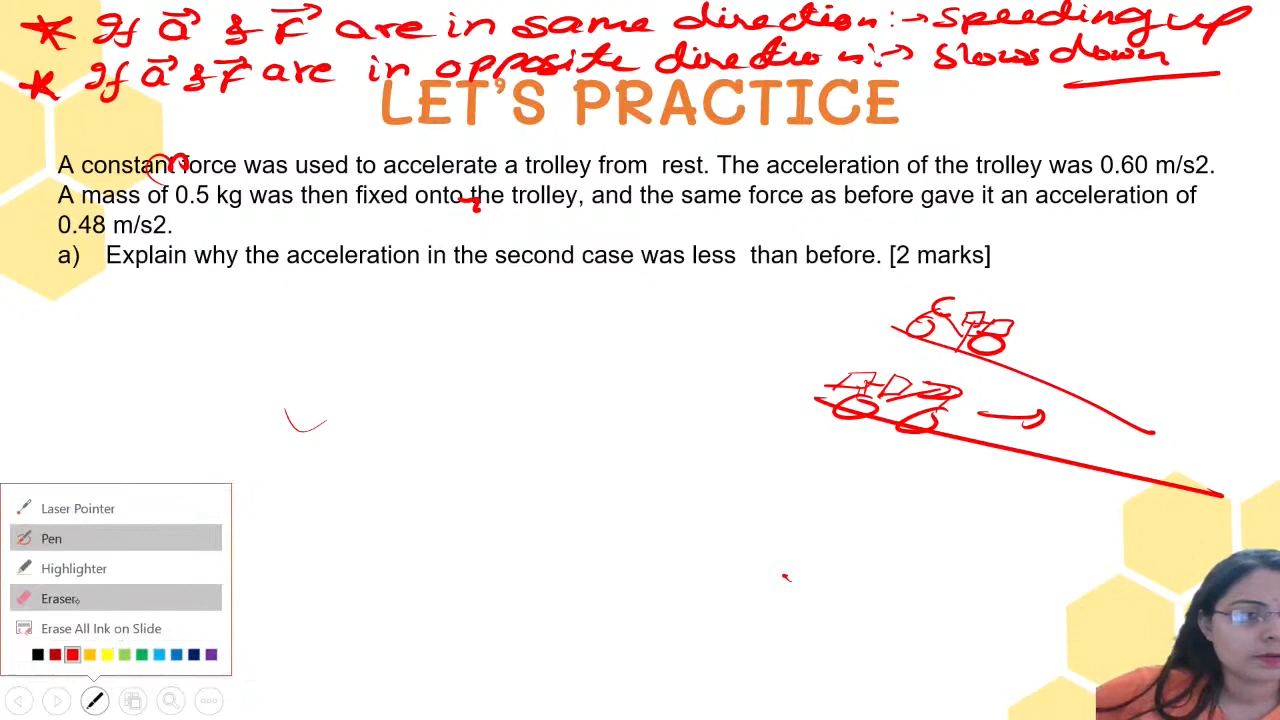 * If a & F are in same direction :→ speeding up
* If a & F are in opposite direction :→ slows down
LET'S PRACTICE
A constant force was used to accelerate a trolley from rest. The acceleration of the trolley was 0.60 m/s2.
A mass of 0.5 kg was then fixed onto the trolley, and the same force as before gave it an acceleration of
0.48 m/s2.
a) Explain why the acceleration in the second case was less than before. [2 marks]
Laser Pointer
Pen
Highlighter
Eraser
Erase All Ink on Slide